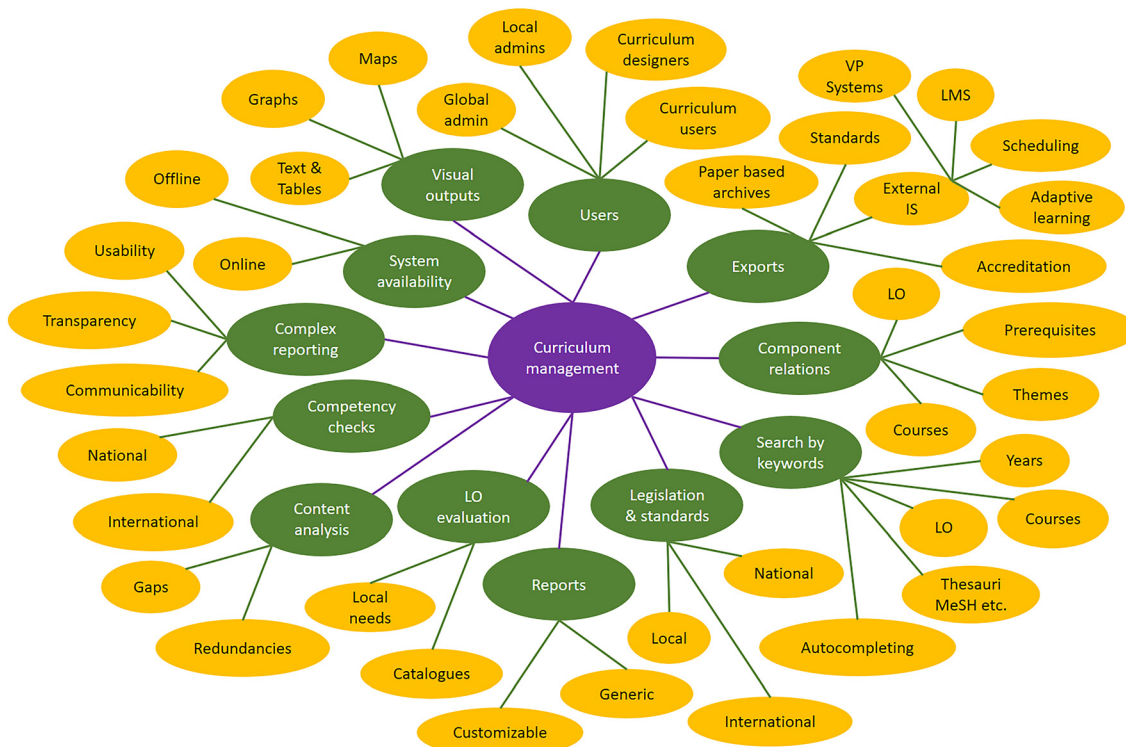 Local
admins
Curriculum
designers
Maps
VP
Systems
LMS
Graphs
Global
admin
Curriculum
users
Standards
Scheduling
Text &
Tables
Visual
outputs
Users
Paper based
archives
External
IS
Adaptive
learning
Offline
Usability
Online
System
availability
Exports
Accreditation
LO
Transparency
Complex
reporting
Curriculum
management
Component
relations
Prerequisites
Communicability
Themes
Competency
checks
Courses
National
Search by
keywords
Years
International
Content
analysis
LO
evaluation
Legislation
& standards
LO
Courses
Gaps
Reports
National
Thesauri
MeSH etc.
Local
needs
Redundancies
Local
Autocompleting
Catalogues
Generic
Customizable
International